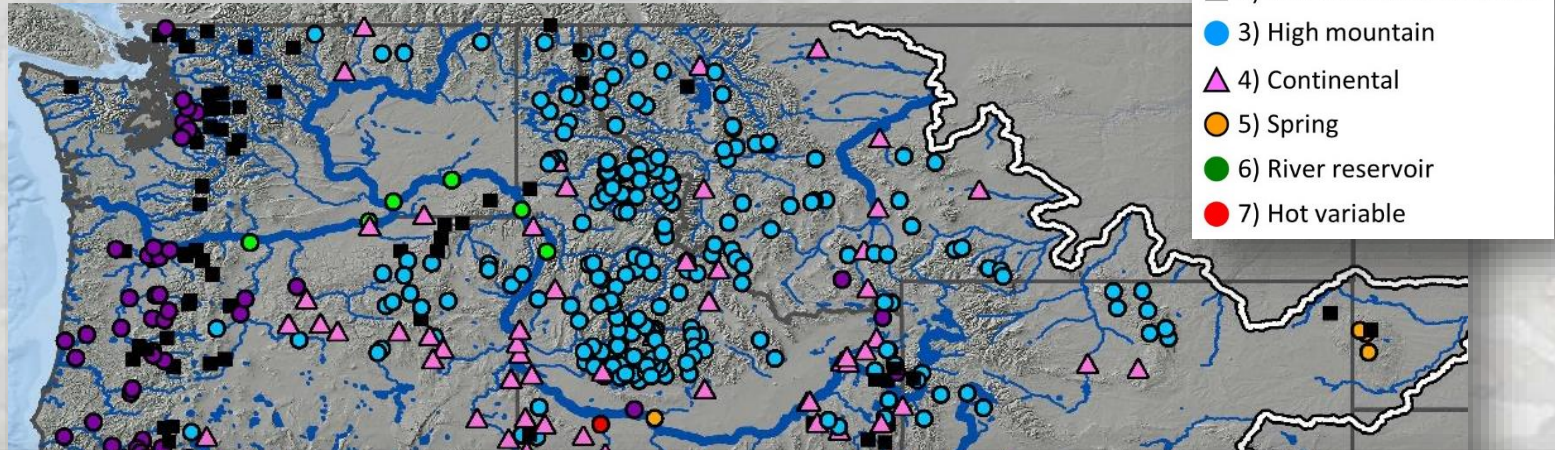 3) High mountain
4) Continental
5) Spring
6) River reservoir
7) Hot variable